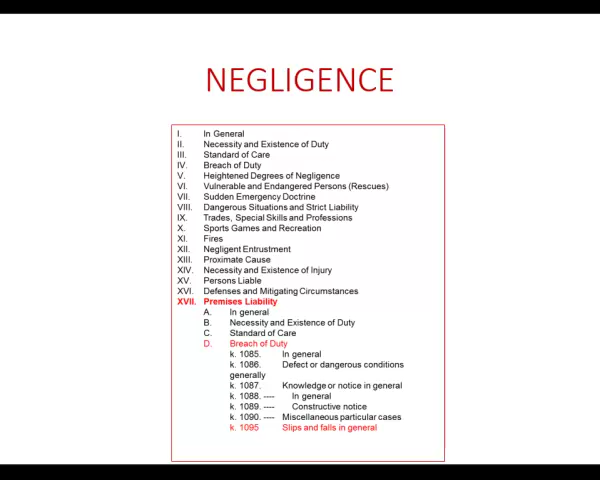 NEGLIGENCE
I. In General
II. Necessity and Existence of Duty
III. Standard of Care
IV. Breach of Duty
V. Heightened Degrees of Negligence
VI. Vulnerable and Endangered Persons (Rescues)
VII. Sudden Emergency Doctrine
VIII. Dangerous Situations and Strict Liability
IX. Trades, Special Skills and Professions
X. Sports Games and Recreation
XI. Fires
XII. Negligent Entrustment
XIII. Proximate Cause
XIV. Necessity and Existence of Injury
XV. Persons Liable
XVI. Defenses and Mitigating Circumstances
XVII. Premises Liability
A. In general
B. Necessity and Existence of Duty
C. Standard of Care
D. Breach of Duty
k. 1085. In general
k. 1086. Defect or dangerous conditions
generally
k. 1087. Knowledge or notice in general
k. 1088. ---- In general
k. 1089. ---- Constructive notice
k. 1090. ---- Miscellaneous particular cases
k. 1095 Slips and falls in general